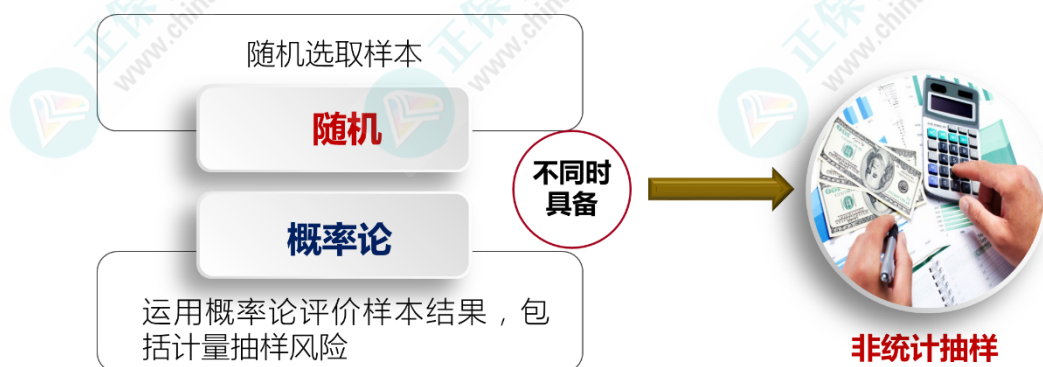 随机选取样本
随机
概率论
运用概率论评价样本结果，包
括计量抽样风险
不同时
具备
非统计抽样